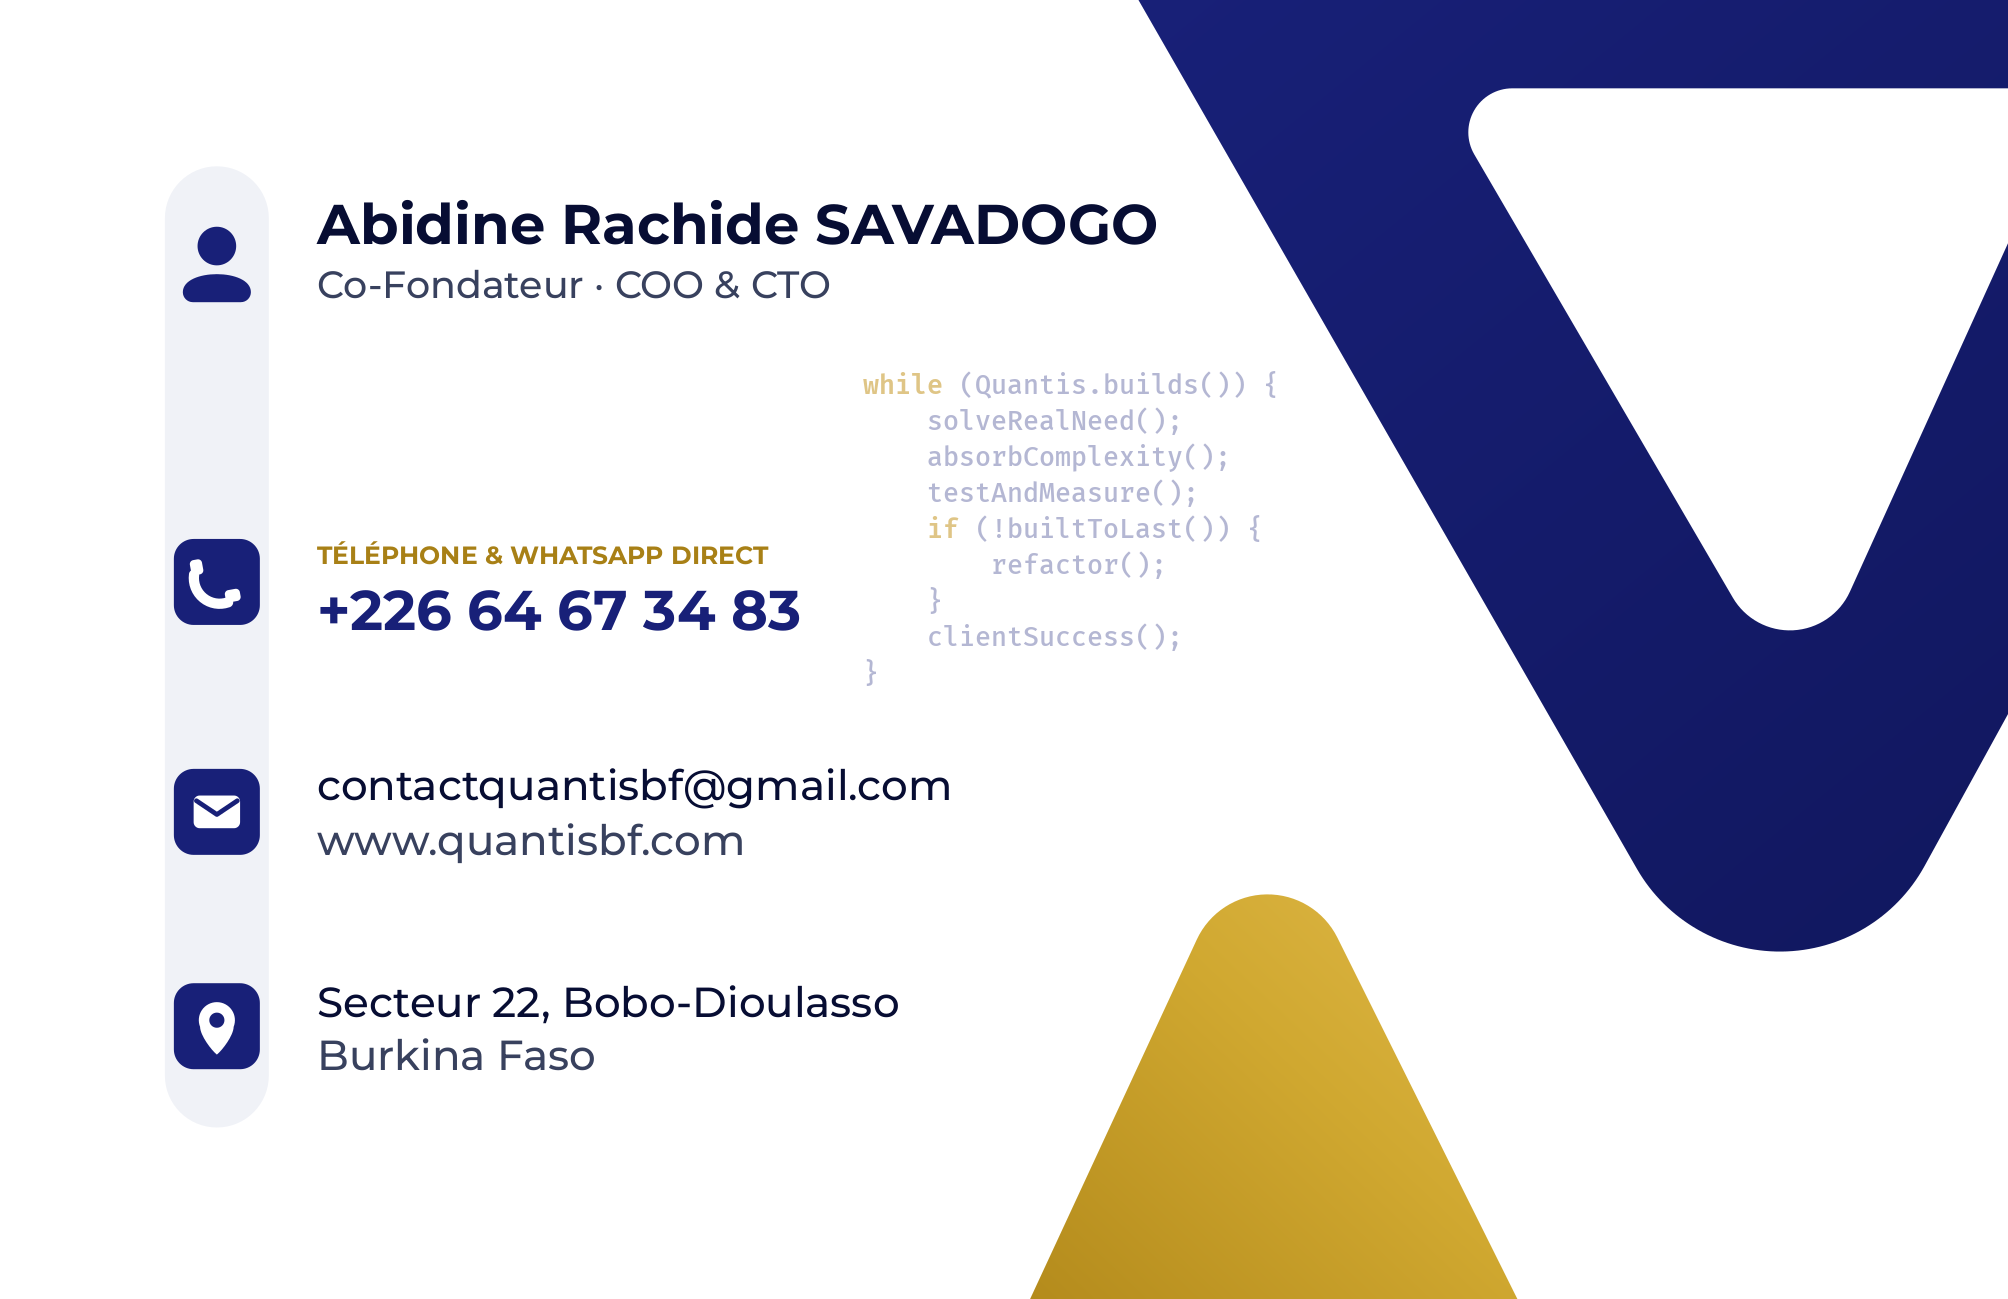 Abidine Rachide SAVADOGO
Co-Fondateur · COO & CTO
while (Quantis.builds()) {
    solveRealNeed();
    absorbComplexity();
    testAndMeasure();
    if (!builtToLast()) {
        refactor();
    }
    clientSuccess();
}
TÉLÉPHONE & WHATSAPP DIRECT
+226 64 67 34 83
contactquantisbf@gmail.com
www.quantisbf.com
Secteur 22, Bobo-Dioulasso
Burkina Faso